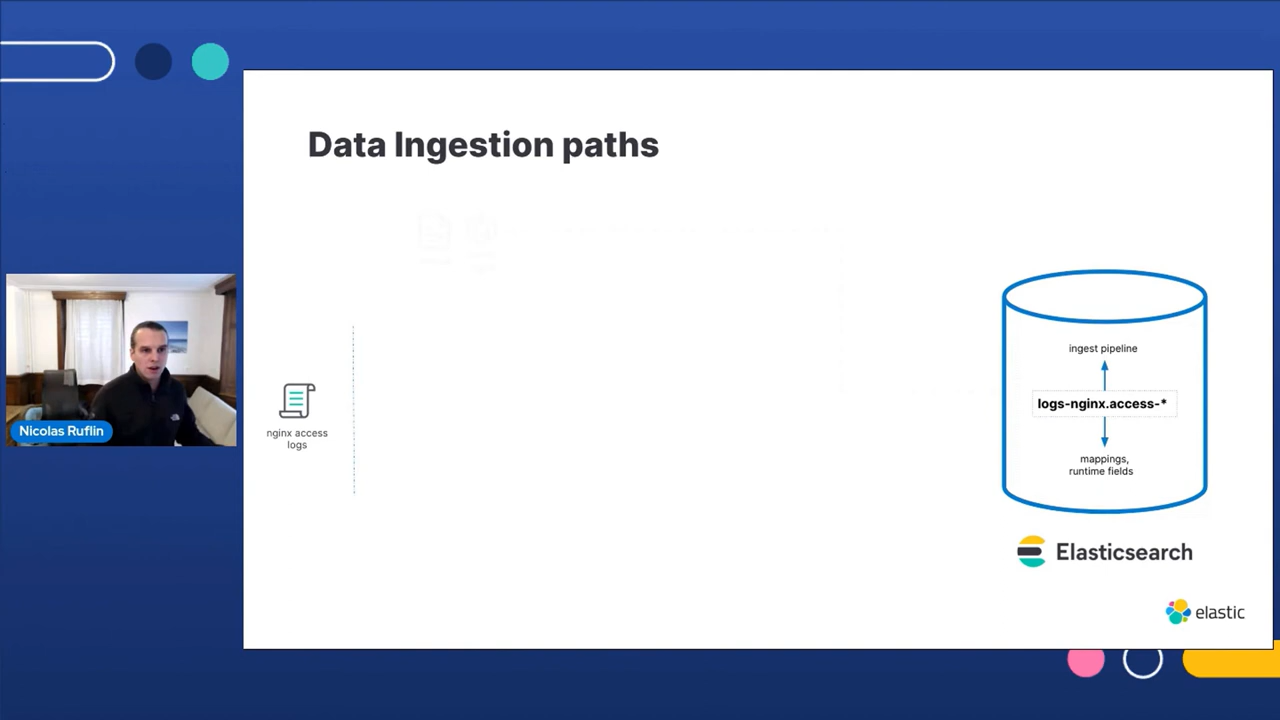 Data Ingestion paths
nginx access
logs
ingest pipeline
logs-nginx.access-*
mappings,
runtime fields
Elasticsearch
elastic
Nicolas Ruflin